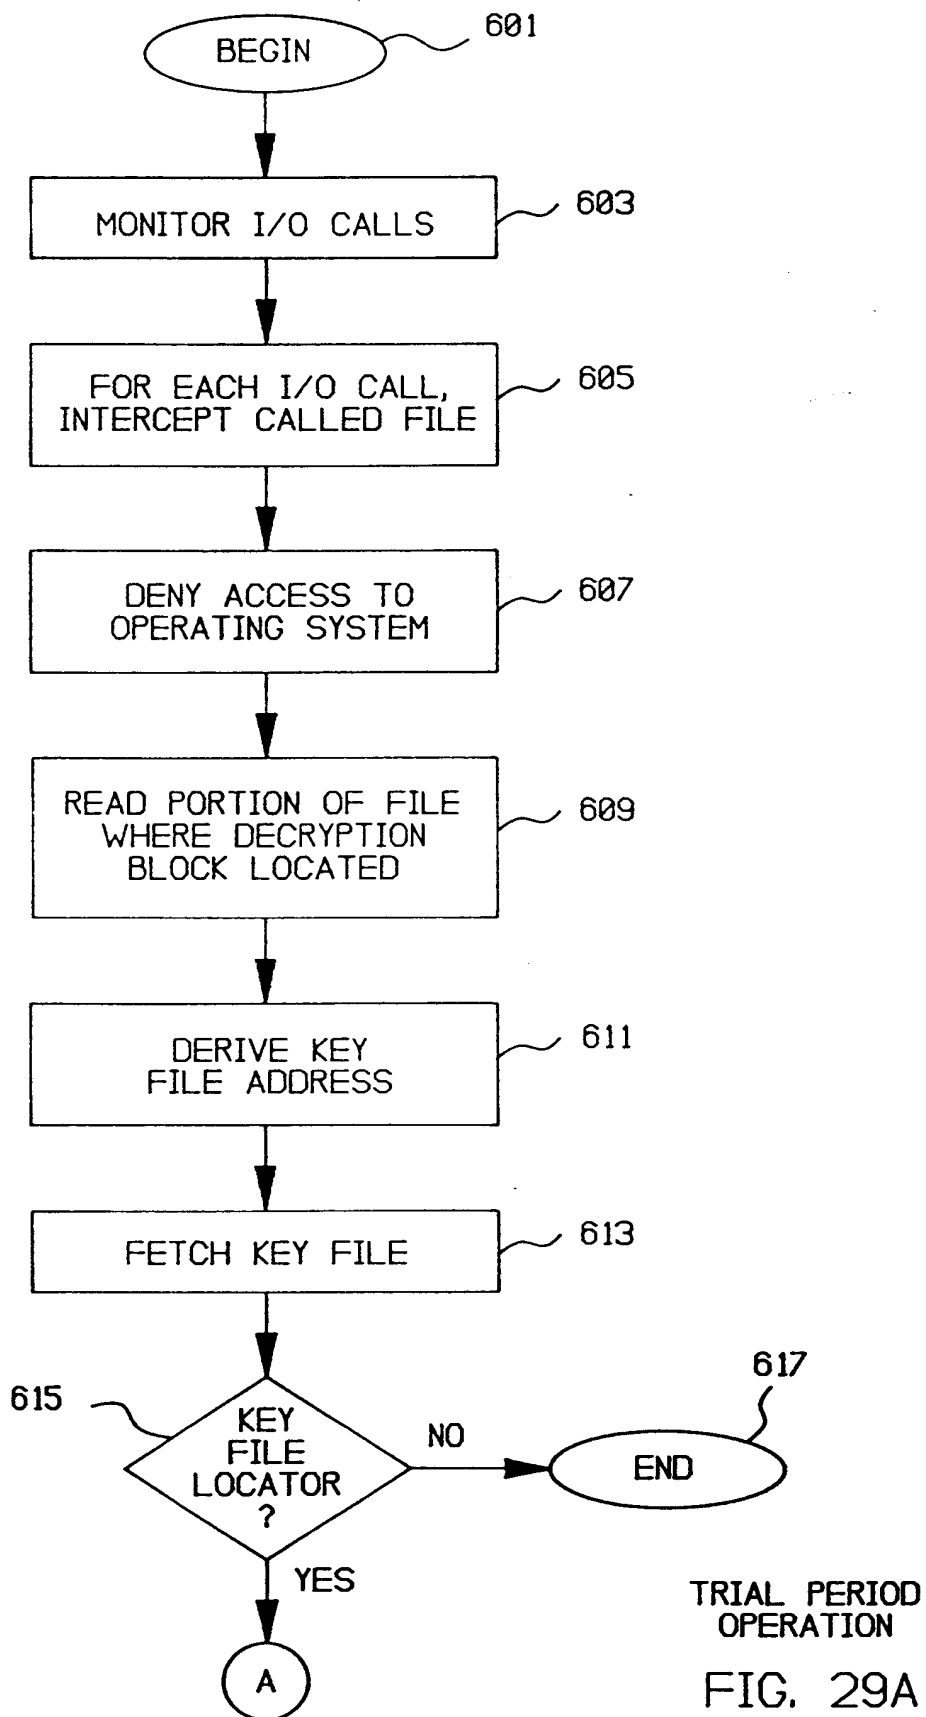 BEGIN
601
MONITOR I/O CALLS
603
FOR EACH I/O CALL,
INTERCEPT CALLED FILE
605
DENY ACCESS TO
OPERATING SYSTEM
607
READ PORTION OF FILE
WHERE DECRYPTION
BLOCK LOCATED
609
DERIVE KEY
FILE ADDRESS
611
FETCH KEY FILE
613
615
KEY
FILE
LOCATOR
?
NO
617
END
YES
A
TRIAL PERIOD
OPERATION
FIG. 29A